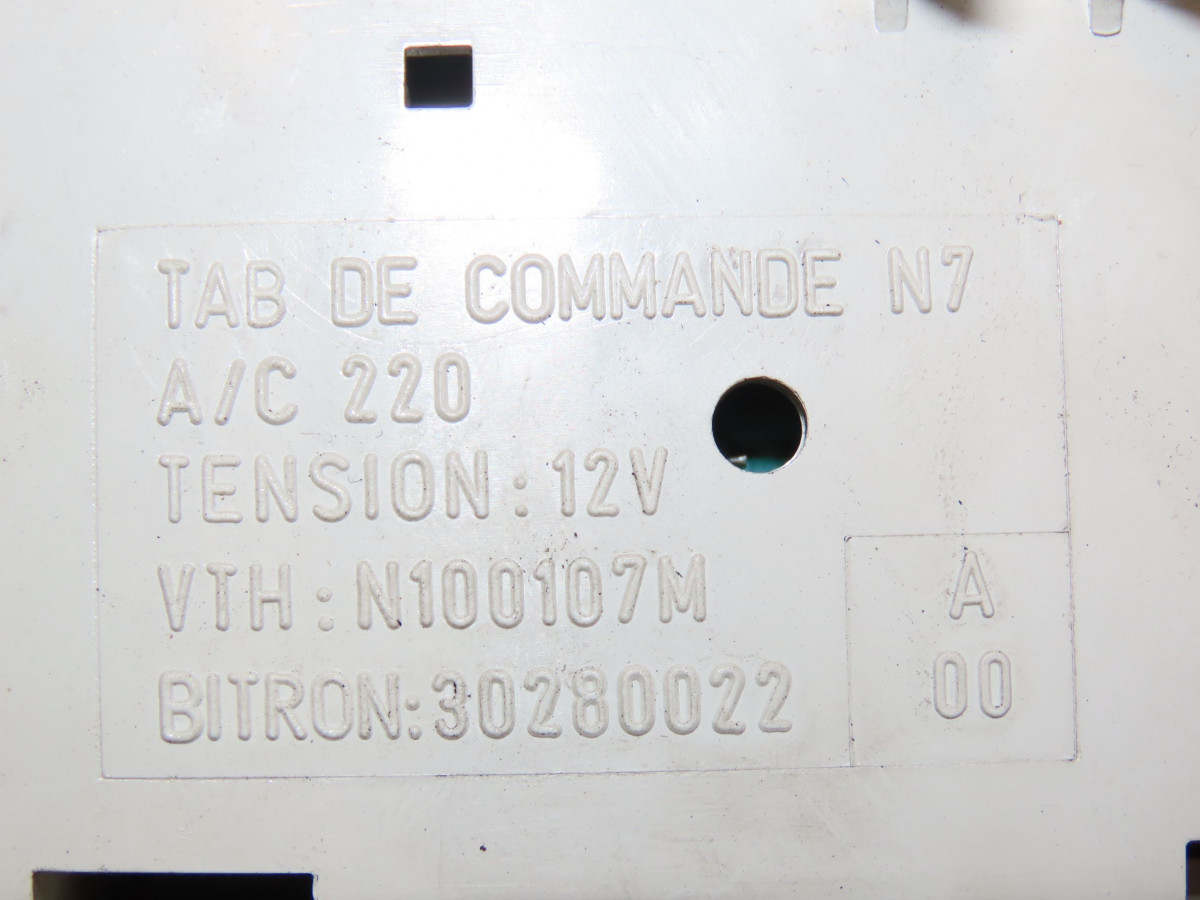 TAB DE COMMANDE N7
A/C 220
TENSION: 12V
VTH: N100107M
BITRON:30280022
A
00